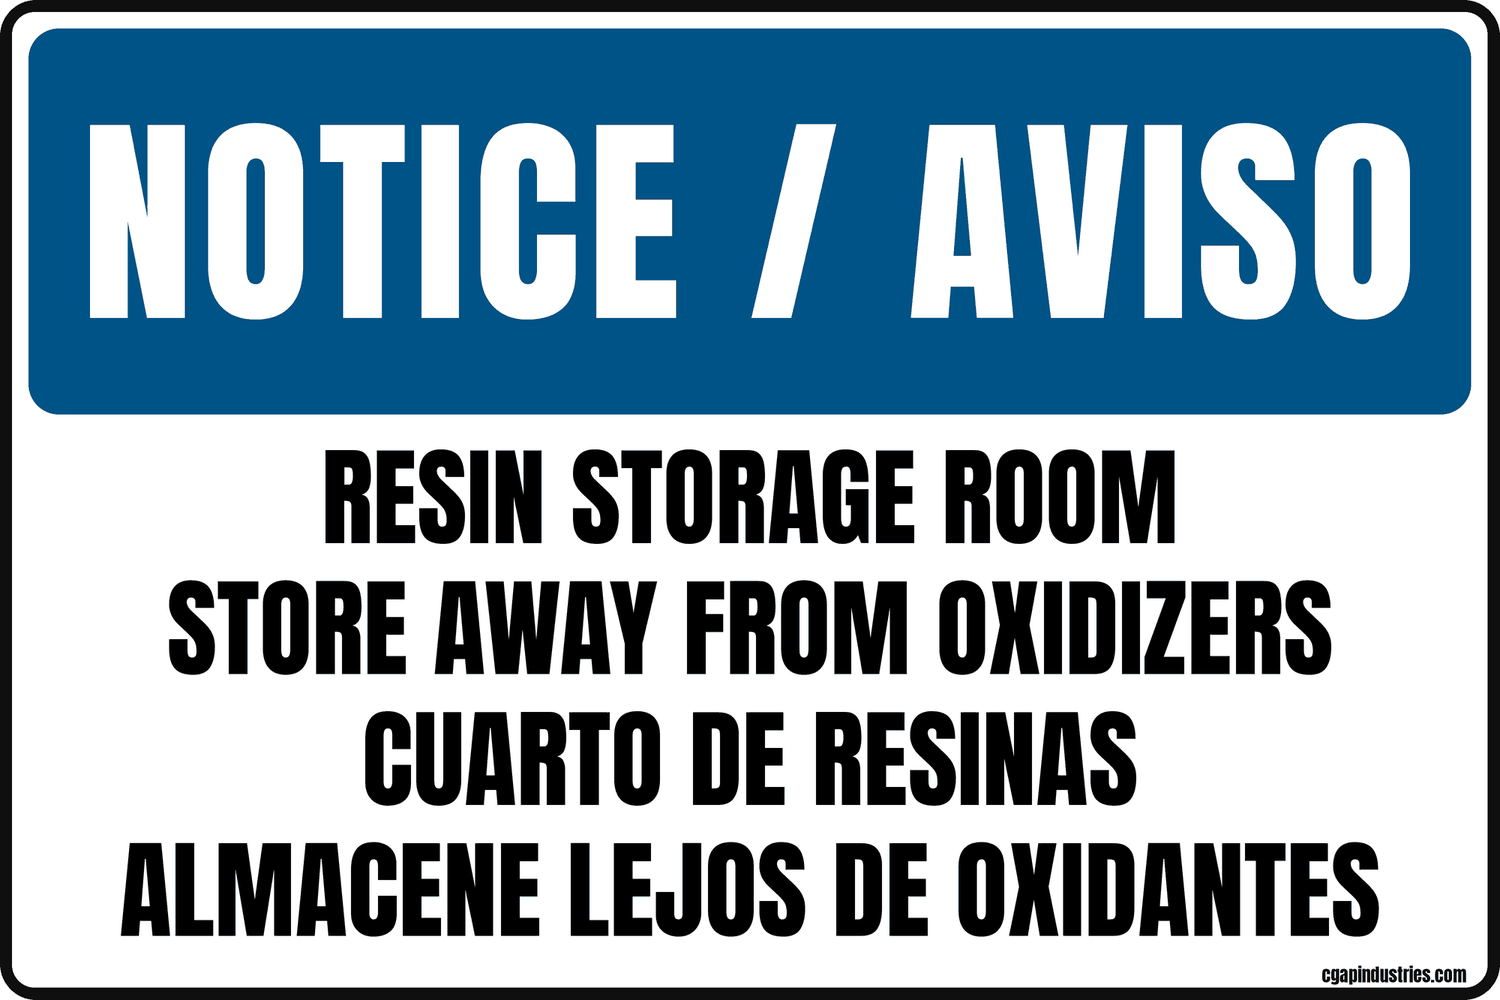 NOTICE / AVISO
RESIN STORAGE ROOM
STORE AWAY FROM OXIDIZERS
CUARTO DE RESINAS
ALMACENE LEJOS DE OXIDANTES
cgapindustries.com